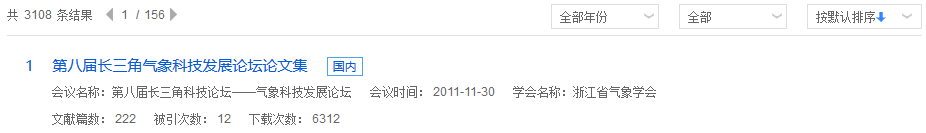 共 3108 条结果 1 / 156 全部年份 全部 按默认排序
1 第八届长三角气象科技发展论坛论文集 国内
会议名称：第八届长三角科技论坛——气象科技发展论坛 会议时间： 2011-11-30 学会名称：浙江省气象学会
文献篇数： 222 被引次数： 12 下载次数： 6312